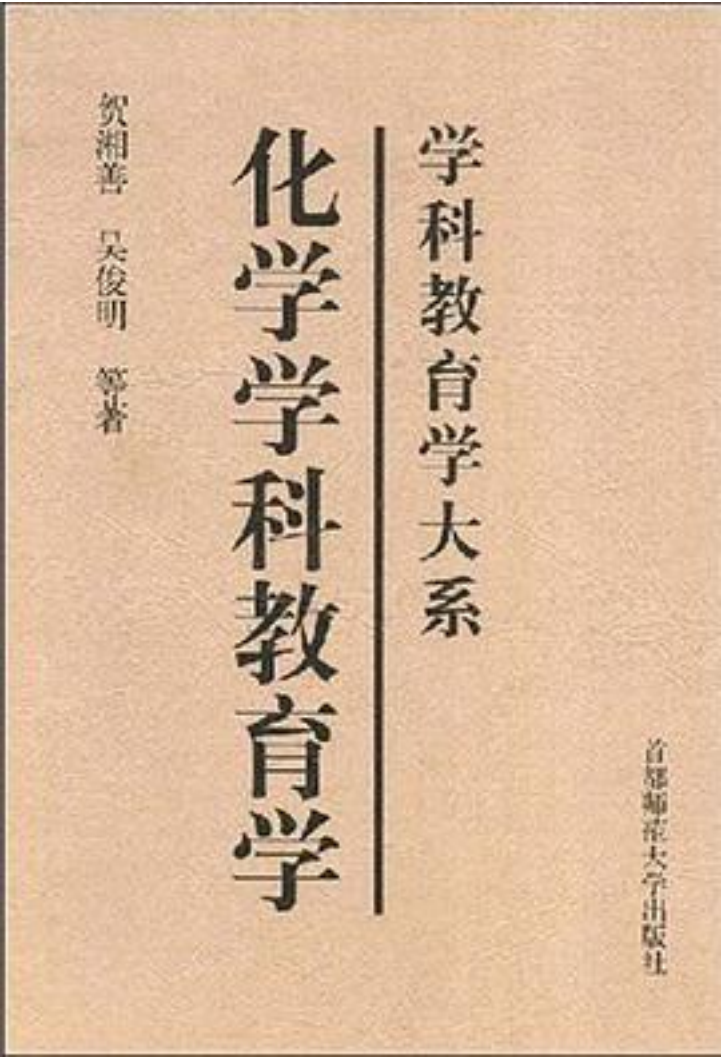 学科教育学大系
化学学科教育学
贺湘善 吴俊明 等著
首都师范大学出版社